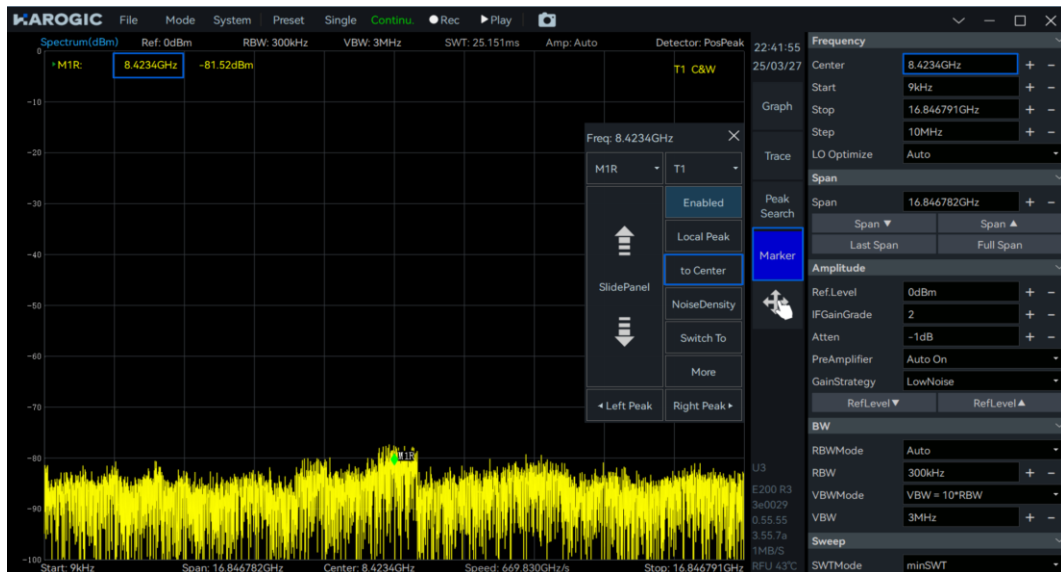 HAROGIC File Mode System Preset Single Continu. Rec Play
Spectrum(dBm) Ref: 0dBm RBW: 300kHz VBW: 3MHz SWT: 25.151ms Amp: Auto Detector: PosPeak
M1R: 8.4234GHz -81.52dBm
T1 C&W
0
-10
-20
-30
-40
-50
-60
-70
-80
-90
-100
M1R
Start: 9kHz Span: 16.846782GHz Center: 8.4234GHz Speed: 669.830GHz/s Stop: 16.846791GHz
Freq: 8.4234GHz
M1R T1
Enabled
Local Peak
to Center
SlidePanel
NoiseDensity
Switch To
More
Left Peak Right Peak
22:41:55
25/03/27
Graph
Trace
Peak
Search
Marker
U3
E200 R3
3e0029
0.55.55
3.55.7a
1MB/S
RFU 43°C
Frequency
Center 8.4234GHz + -
Start 9kHz + -
Stop 16.846791GHz + -
Step 10MHz + -
LO Optimize Auto
Span
Span 16.846782GHz + -
Span ▼ Span ▲
Last Span Full Span
Amplitude
Ref.Level 0dBm + -
IFGainGrade 2 + -
Atten -1dB + -
PreAmplifier Auto On
GainStrategy LowNoise
RefLevel▼ RefLevel▲
BW
RBWMode Auto
RBW 300kHz + -
VBWMode VBW = 10*RBW
VBW 3MHz + -
Sweep
SWTMode minSWT